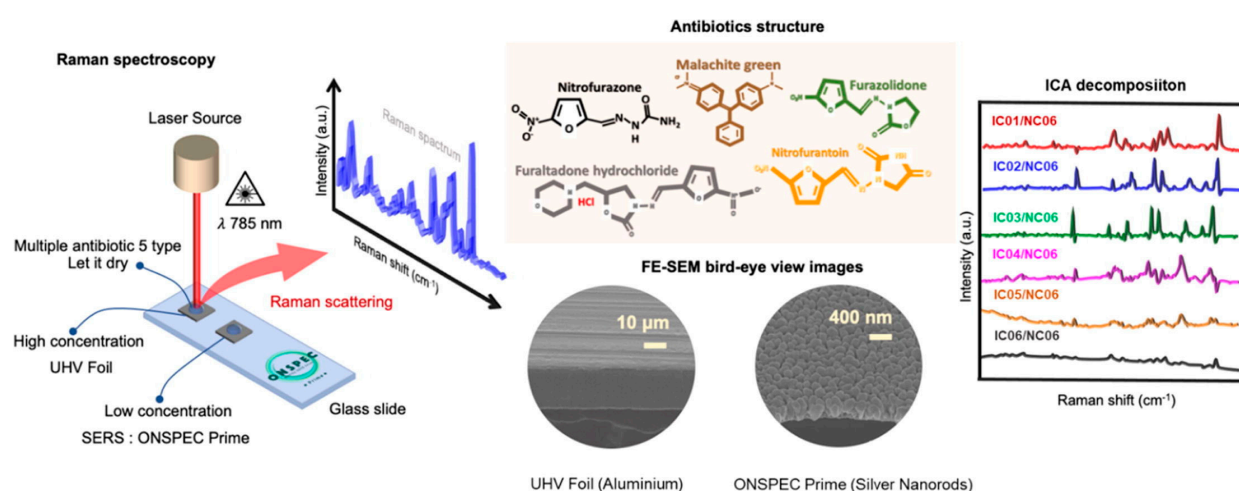 Raman spectroscopy
Laser Source
λ 785 nm
Multiple antibiotic 5 type
Let it dry
Raman scattering
High concentration
UHV Foil
Low concentration
SERS : ONSPEC Prime
Glass slide
ONSPEC
Prime
Intensity (a.u.)
Raman spactrum
Raman shift (cm-1)
Antibiotics structure
Nitrofurazone
Malachite green
Furazolidone
Furaltadone hydrochloride
HCl
Nitrofurantoin
NH₂
FE-SEM bird-eye view images
10 µm
400 nm
UHV Foil (Aluminium)
ONSPEC Prime (Silver Nanorods)
ICA decomposiiton
IC01/NC06
IC02/NC06
IC03/NC06
IC04/NC06
IC05/NC06
IC06/NC06
Intensity (a.u.)
Raman shift (cm-1)